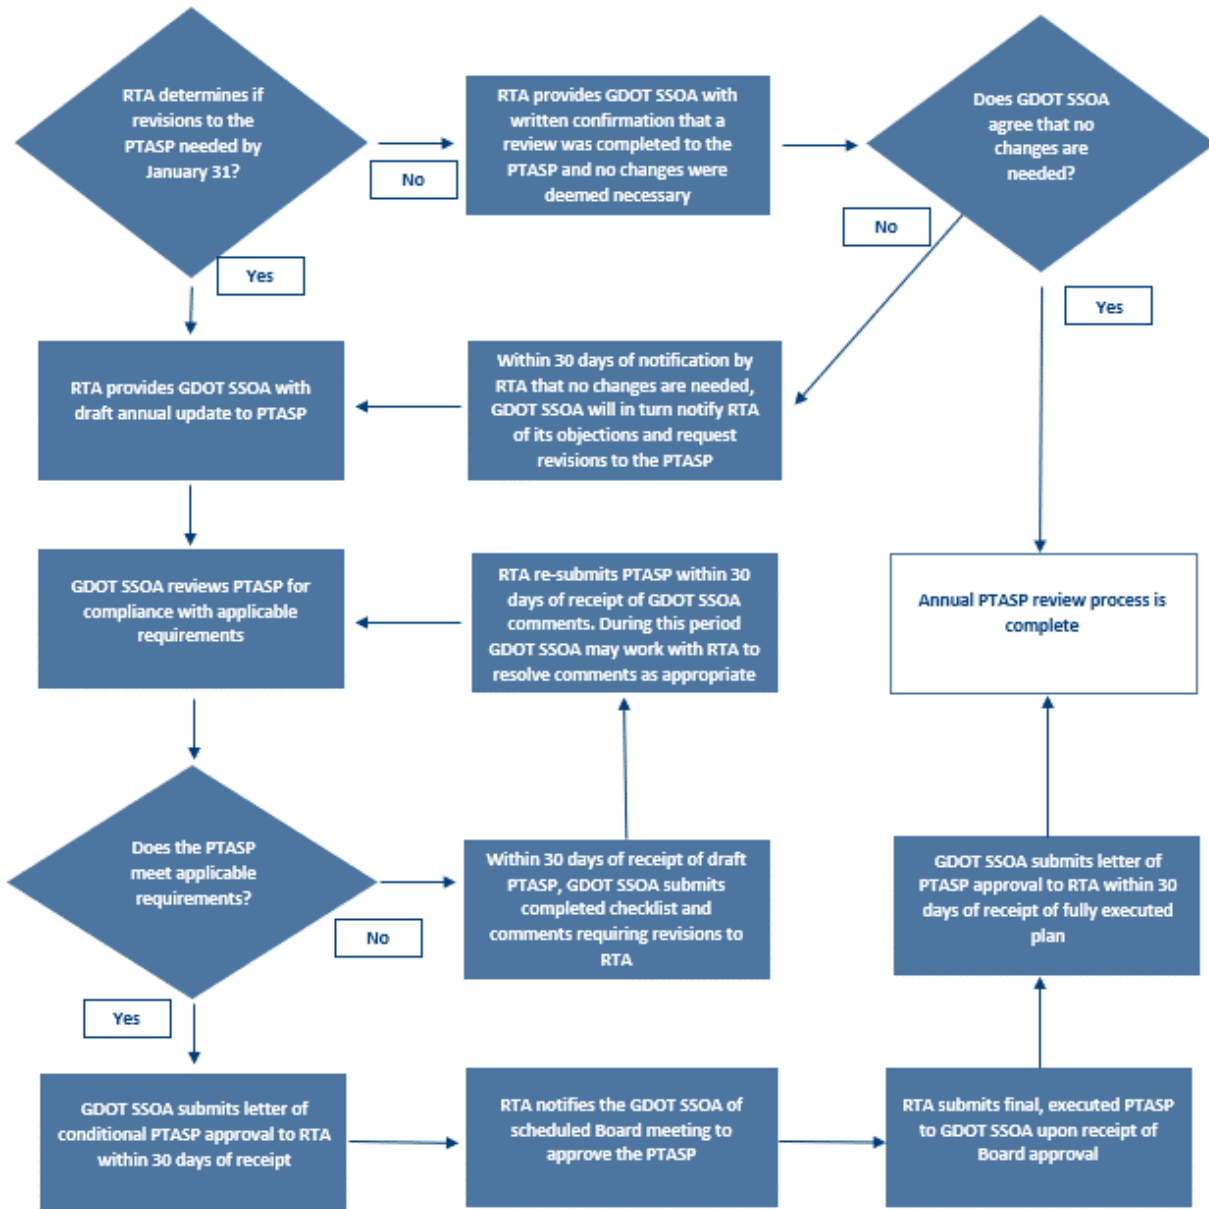 RTA determines if
revisions to the
PTASP needed by
January 31?
No
RTA provides GDOT SSOA with
written confirmation that a
review was completed to the
PTASP and no changes were
deemed necessary
Does GDOT SSOA
agree that no
changes are
needed?
No
Yes
Yes
RTA provides GDOT SSOA with
draft annual update to PTASP
Within 30 days of notification by
RTA that no changes are needed,
GDOT SSOA will in turn notify RTA
of its objections and request
revisions to the PTASP
GDOT SSOA reviews PTASP for
compliance with applicable
requirements
RTA re-submits PTASP within 30
days of receipt of GDOT SSOA
comments. During this period
GDOT SSOA may work with RTA to
resolve comments as appropriate
Annual PTASP review process is
complete
Does the PTASP
meet applicable
requirements?
No
Within 30 days of receipt of draft
PTASP, GDOT SSOA submits
completed checklist and
comments requiring revisions to
RTA
GDOT SSOA submits letter of
PTASP approval to RTA within 30
days of receipt of fully executed
plan
Yes
GDOT SSOA submits letter of
conditional PTASP approval to RTA
within 30 days of receipt
RTA notifies the GDOT SSOA of
scheduled Board meeting to
approve the PTASP
RTA submits final, executed PTASP
to GDOT SSOA upon receipt of
Board approval